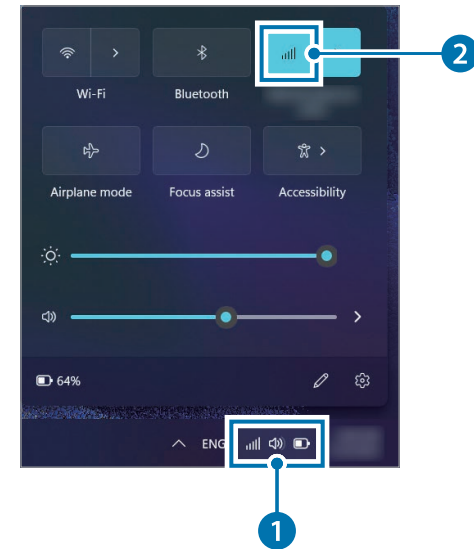 2
Wi-Fi
Bluetooth
Airplane mode
Focus assist
Accessibility
64%
ENG
1